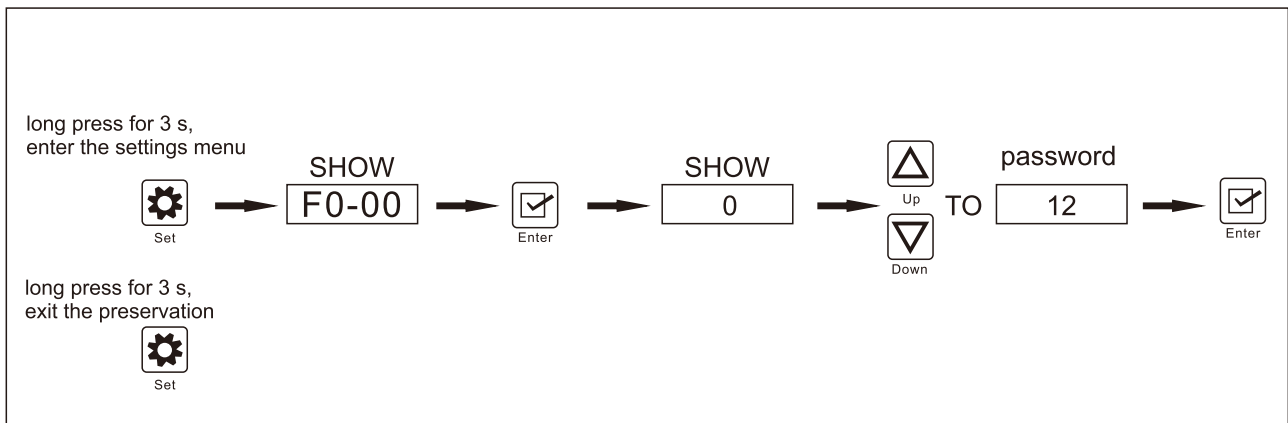 long press for 3 s,
enter the settings menu
Set
SHOW
F0-00
Enter
SHOW
0
Up
Down
TO
password
12
Enter
long press for 3 s,
exit the preservation
Set